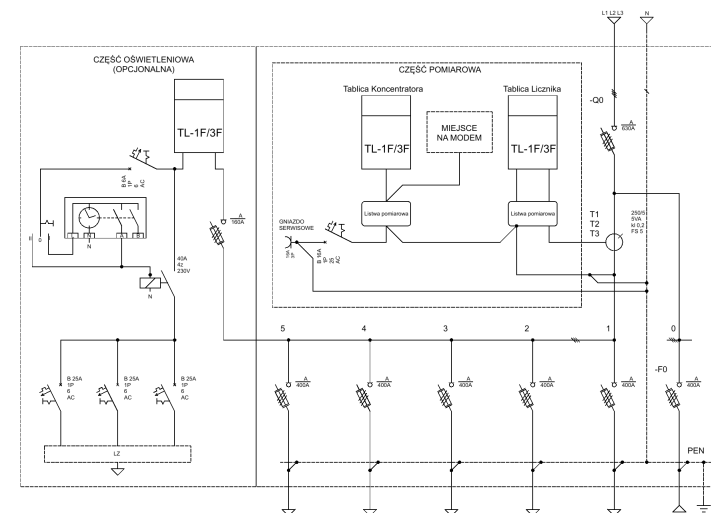 L1 L2 L3
N
CZĘŚĆ OŚWIETLENIOWA
(OPCJONALNA)
TL-1F/3F
B 6A
1P
6
AC
N
A
160A
40A
4z
230V
N
B 25A
1P
6
AC
B 25A
1P
6
AC
B 25A
1P
6
AC
LZ
CZĘŚĆ POMIAROWA
Tablica Koncentratora
Tablica Licznika
TL-1F/3F
MIEJSCE
NA MODEM
TL-1F/3F
Listwa pomiarowa
Listwa pomiarowa
GNIAZDO
SERWISOWE
16A
1P
B 16A
1P
25
AC
-Q0
A
630A
T1
T2
T3
250/5
5VA
kl 0,2
FS 5
5
4
3
2
1
0
A
400A
A
400A
A
400A
A
400A
A
400A
-F0
A
400A
PEN